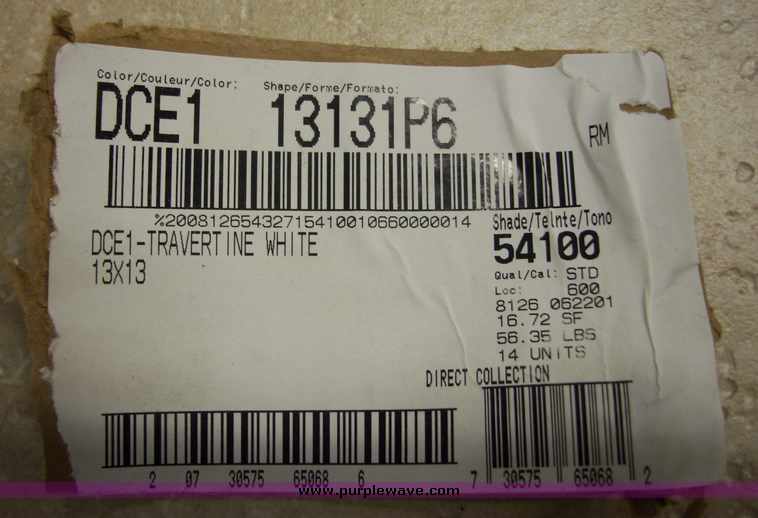 Color/Couleur/Color: Shape/Forme/Formato:
DCE1 13131P6
RM
%2008126543271541001066000014
DCE1-TRAVERTINE WHITE
13X13
Shade/Teinte/Tono
54100
Qual/Cal: STD
Loc: 600
8126 062201
16.72 SF
56.35 LBS
14 UNITS
DIRECT COLLECTION
2 07 30575 65068 6
7 30575 65068 2
www.purplewave.com